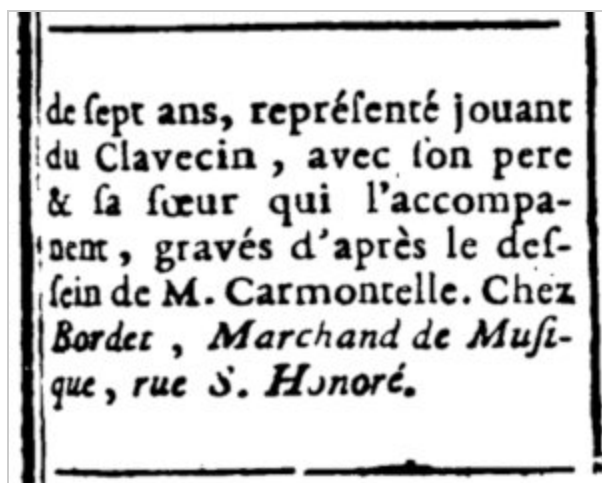 de ſept ans, repréſenté jouant
du Clavecin , avec ſon pere
& ſa ſœur qui l'accompa-
nent, gravés d'après le deſ-
ſein de M. Carmontelle. Chez
Bordet , Marchand de Muſi-
que, rue S. Honoré.